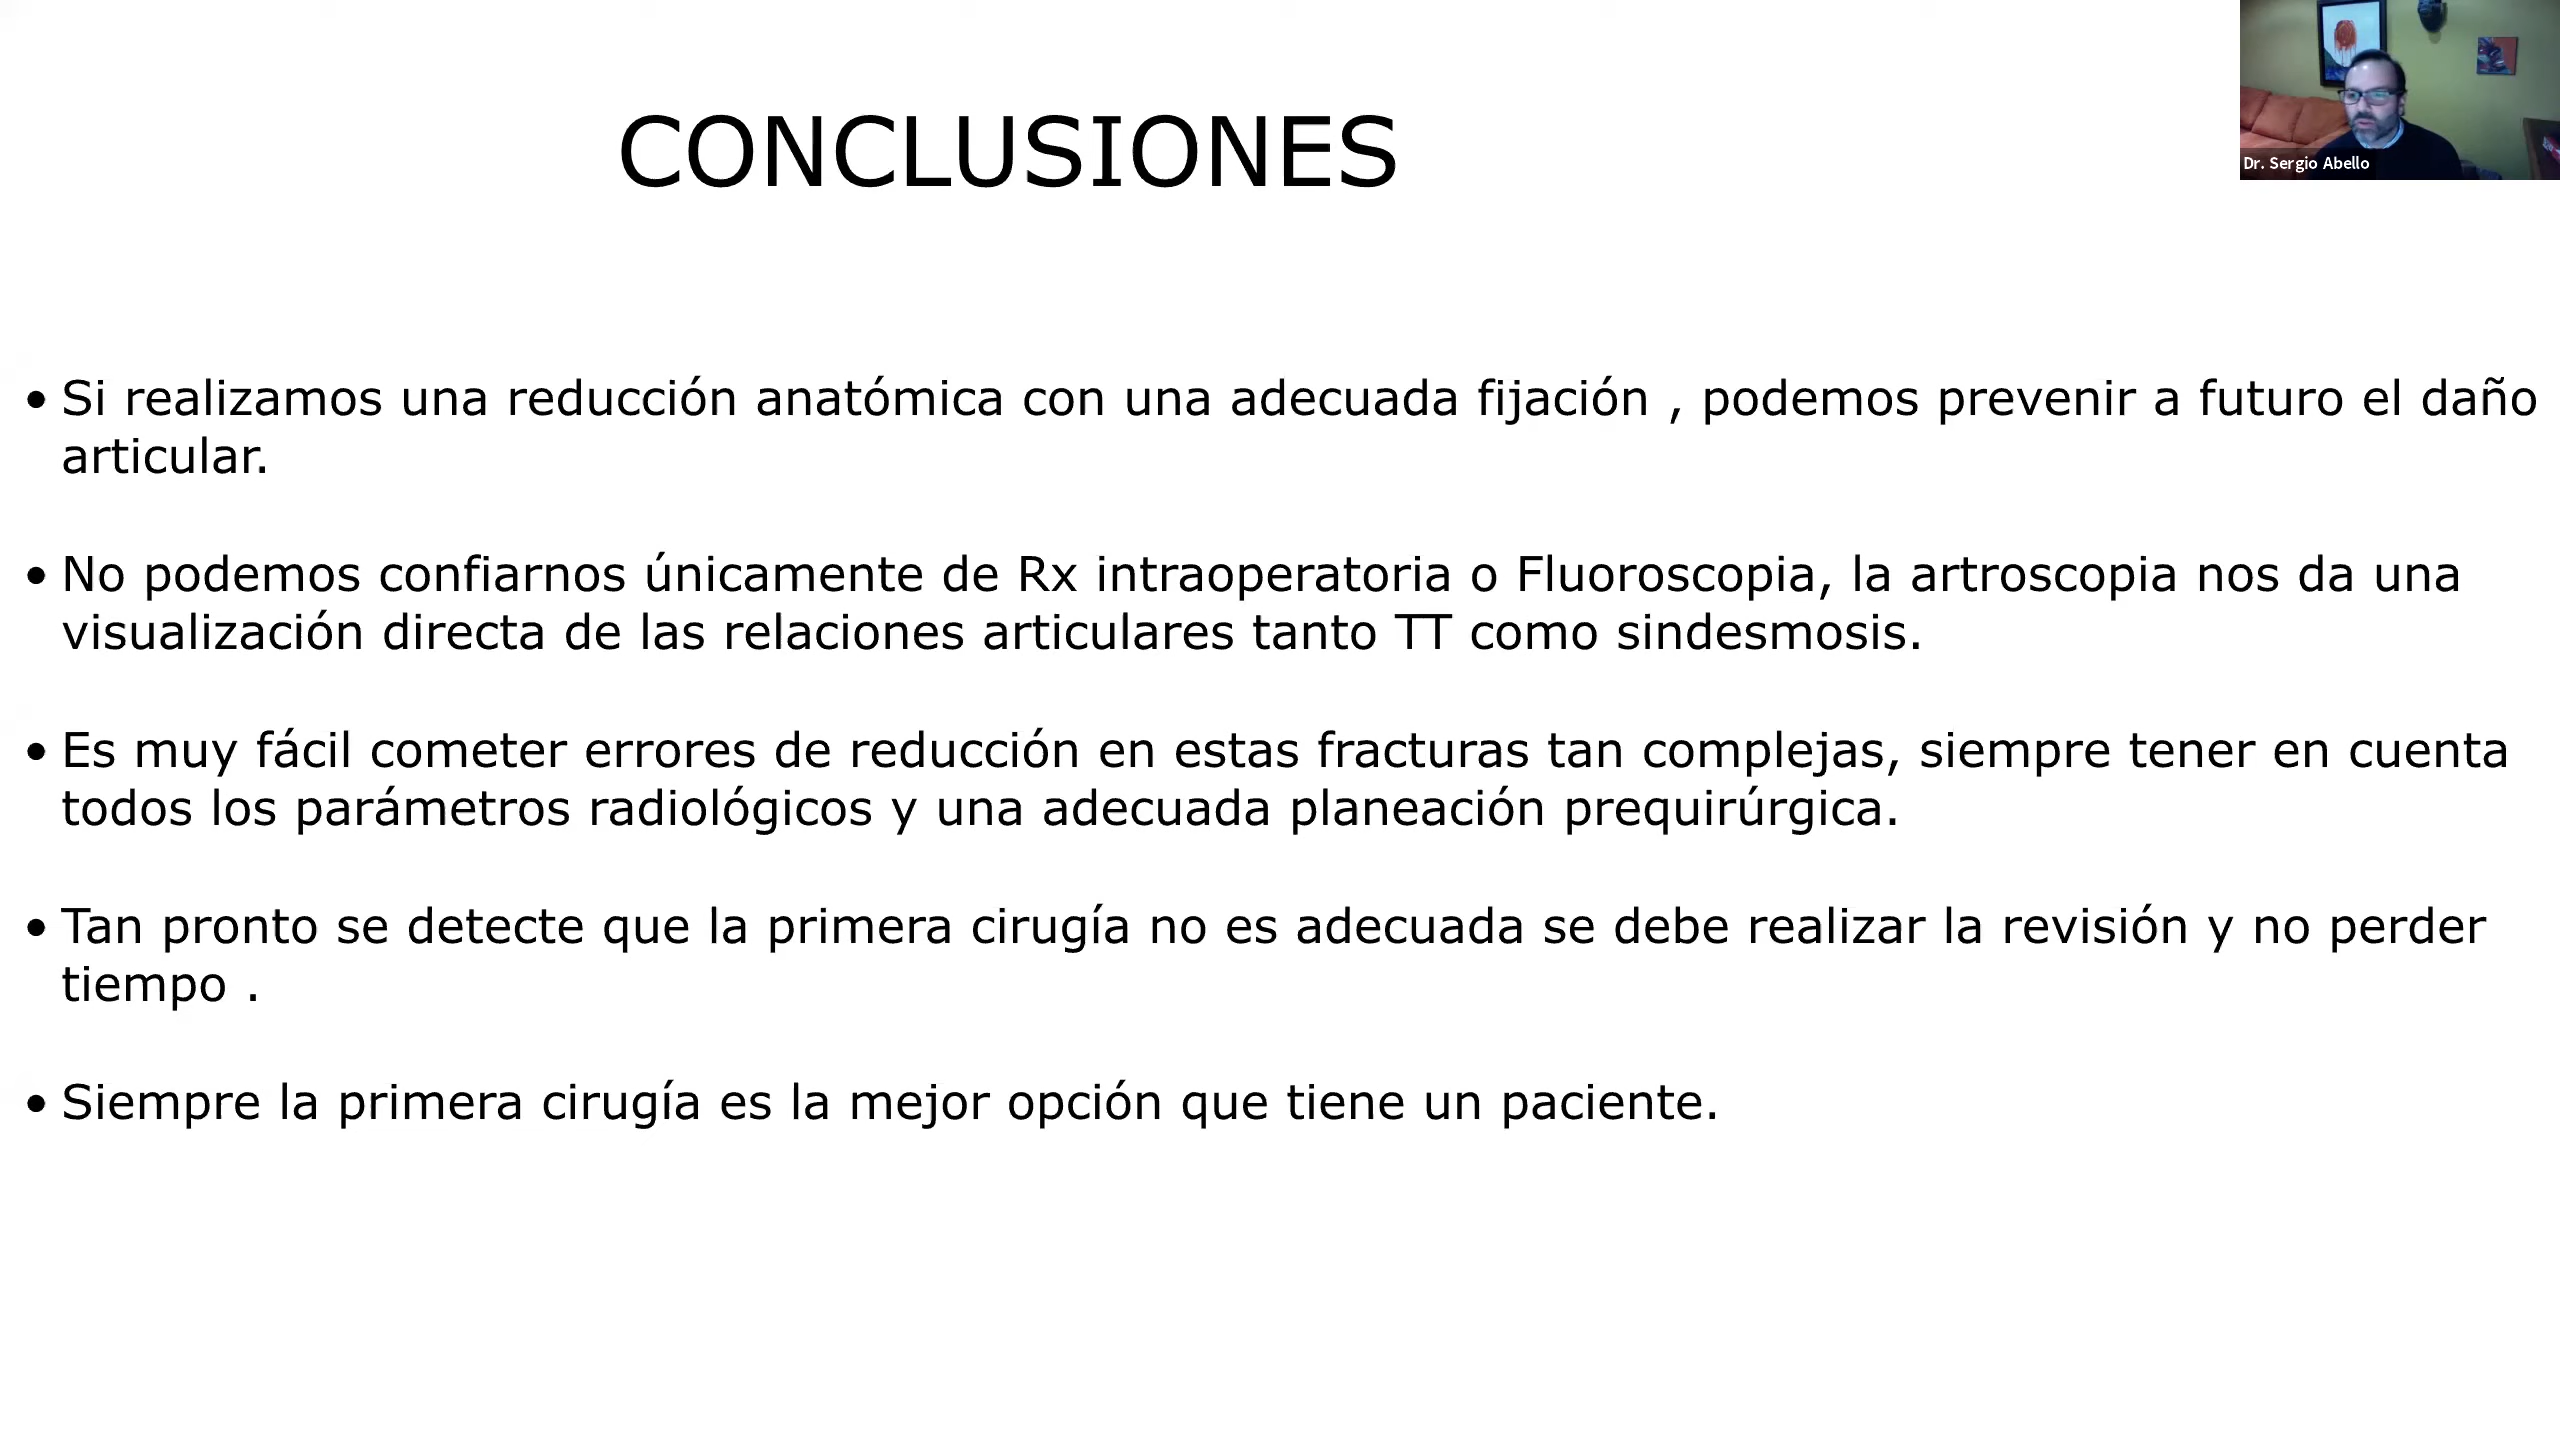 CONCLUSIONES
Dr. Sergio Abello
• Si realizamos una reducción anatómica con una adecuada fijación , podemos prevenir a futuro el daño
articular.
• No podemos confiarnos únicamente de Rx intraoperatoria o Fluoroscopia, la artroscopia nos da una
visualización directa de las relaciones articulares tanto TT como sindesmosis.
• Es muy fácil cometer errores de reducción en estas fracturas tan complejas, siempre tener en cuenta
todos los parámetros radiológicos y una adecuada planeación prequirúrgica.
• Tan pronto se detecte que la primera cirugía no es adecuada se debe realizar la revisión y no perder
tiempo .
• Siempre la primera cirugía es la mejor opción que tiene un paciente.